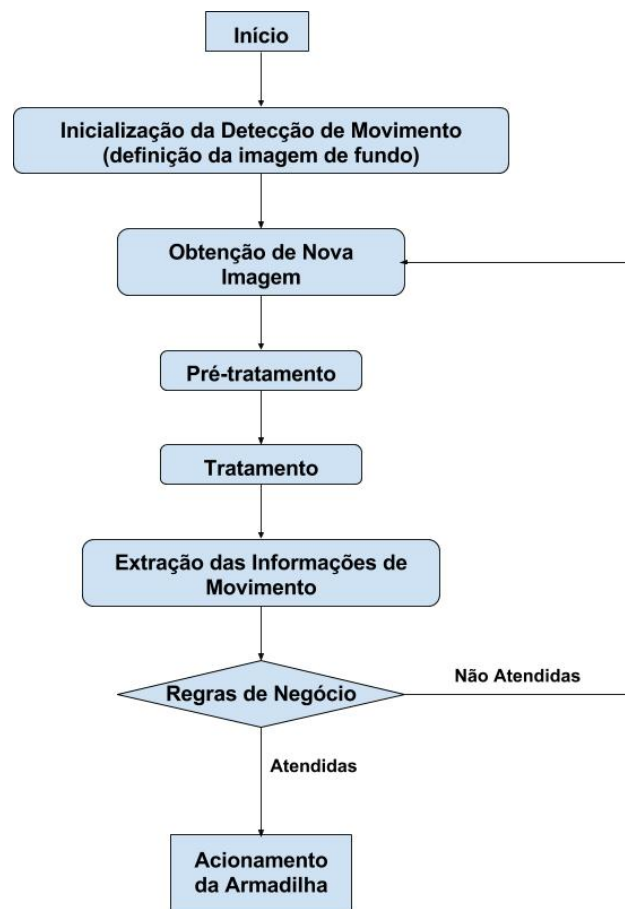 Início
Inicialização da Detecção de Movimento
(definição da imagem de fundo)
Obtenção de Nova
Imagem
Pré-tratamento
Tratamento
Extração das Informações de
Movimento
Regras de Negócio
Não Atendidas
Atendidas
Acionamento
da Armadilha